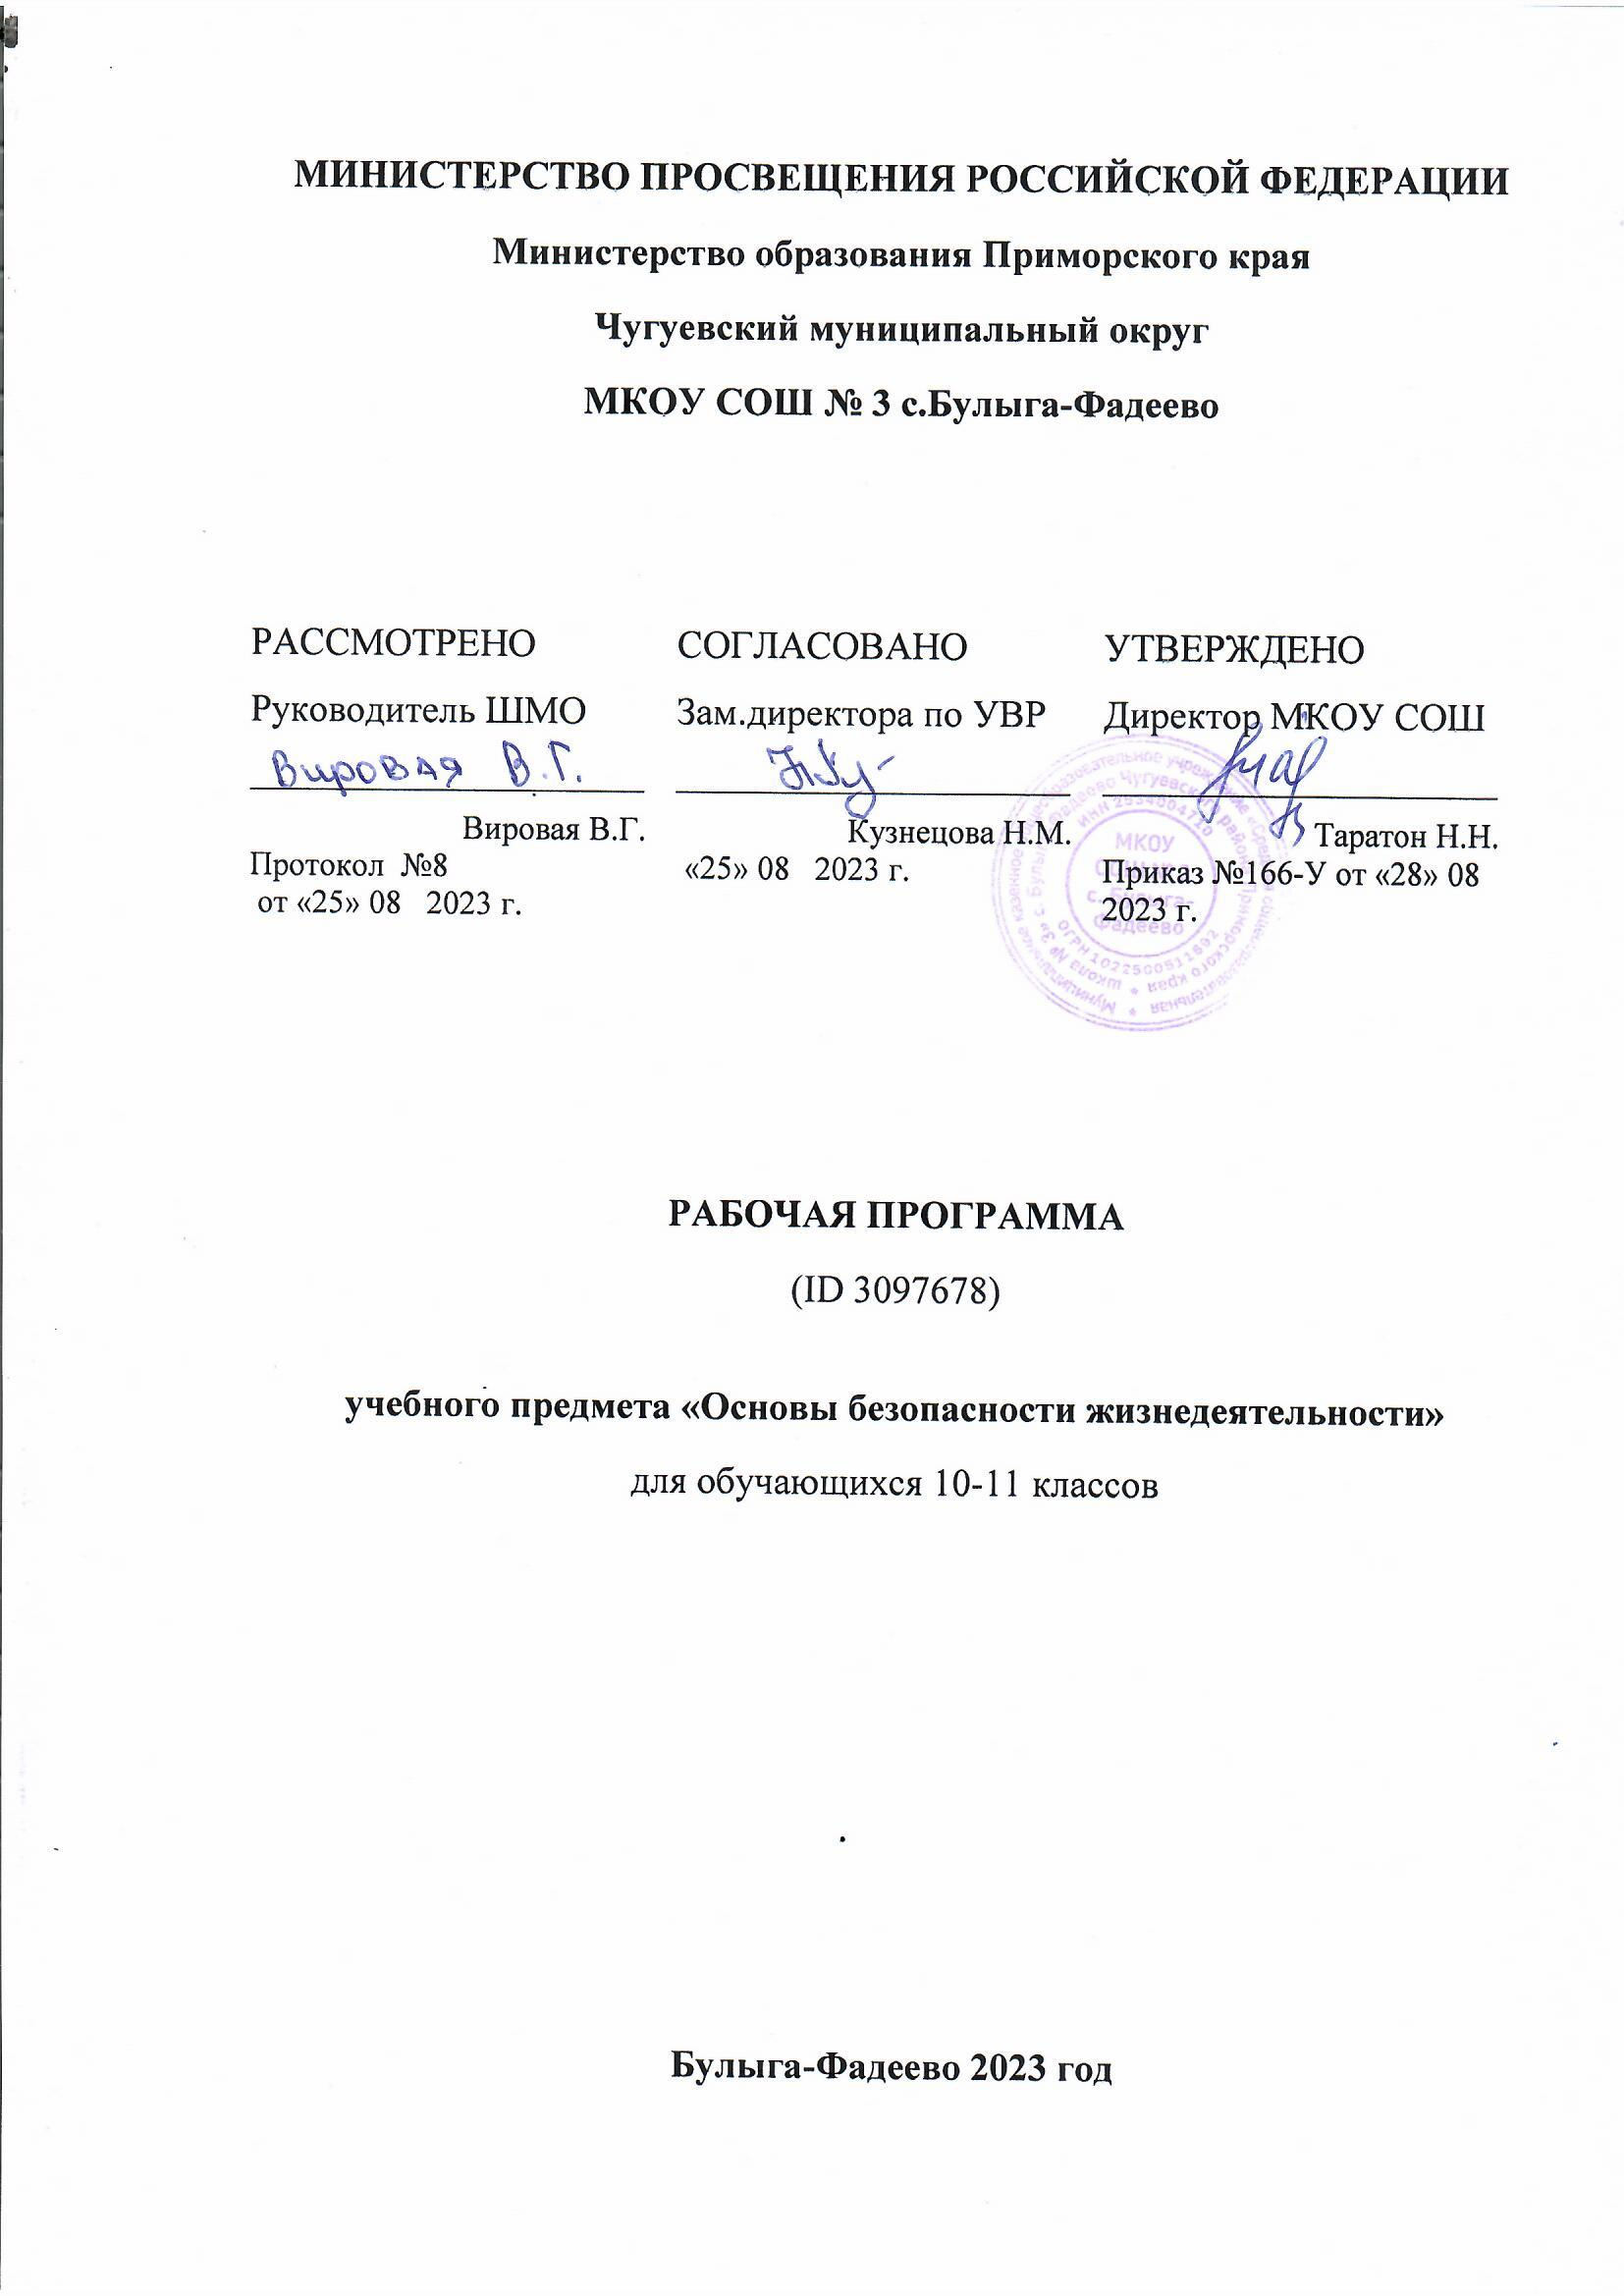 МИНИСТЕРСТВО ПРОСВЕЩЕНИЯ РОССИЙСКОЙ ФЕДЕРАЦИИ
Министерство образования Приморского края
Чугуевский муниципальный округ
МКОУ СОШ № 3 с.Булыга-Фадеево
РАССМОТРЕНО
Руководитель ШМО
Вировая В.Г.
Вировая В.Г.
Протокол №8
от «25» 08 2023 г.
СОГЛАСОВАНО
Зам.директора по УВР
Кузнецова Н.М.
«25» 08 2023 г.
УТВЕРЖДЕНО
Директор МКОУ СОШ
Таратон Н.Н.
Приказ №166-У от «28» 08
2023 г.
МКОУ
с. Булыга-
Фадеево
РАБОЧАЯ ПРОГРАММА
(ID 3097678)
учебного предмета «Основы безопасности жизнедеятельности»
для обучающихся 10-11 классов
Булыга-Фадеево 2023 год